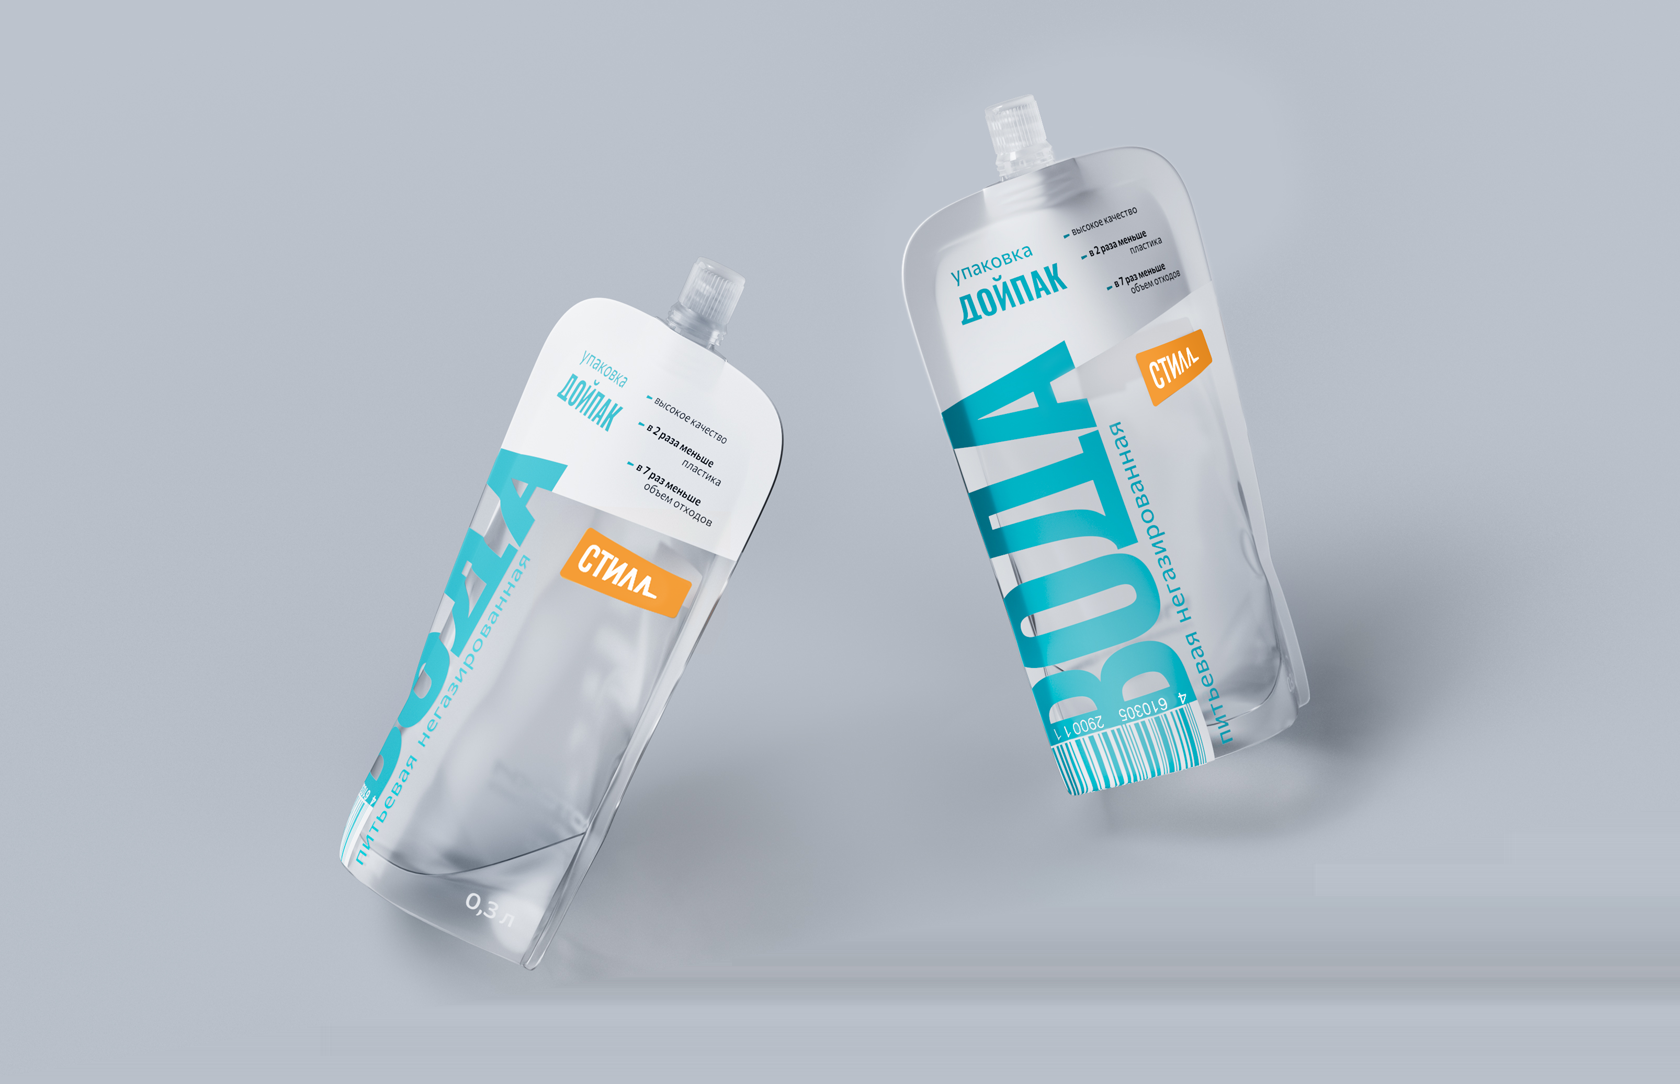 упаковка
ДОЙПАК
высокое качество
в 2 раза меньше
пластика
в 7 раз меньше
объем отходов
СТИЛЛ
ВОДА
питьевая негазированная
0,3 л
упаковка
ДОЙПАК
высокое качество
в 2 раза меньше
пластика
в 7 раз меньше
объем отходов
СТИЛЛ
ВОДА
питьевая негазированная
4 610305 290011